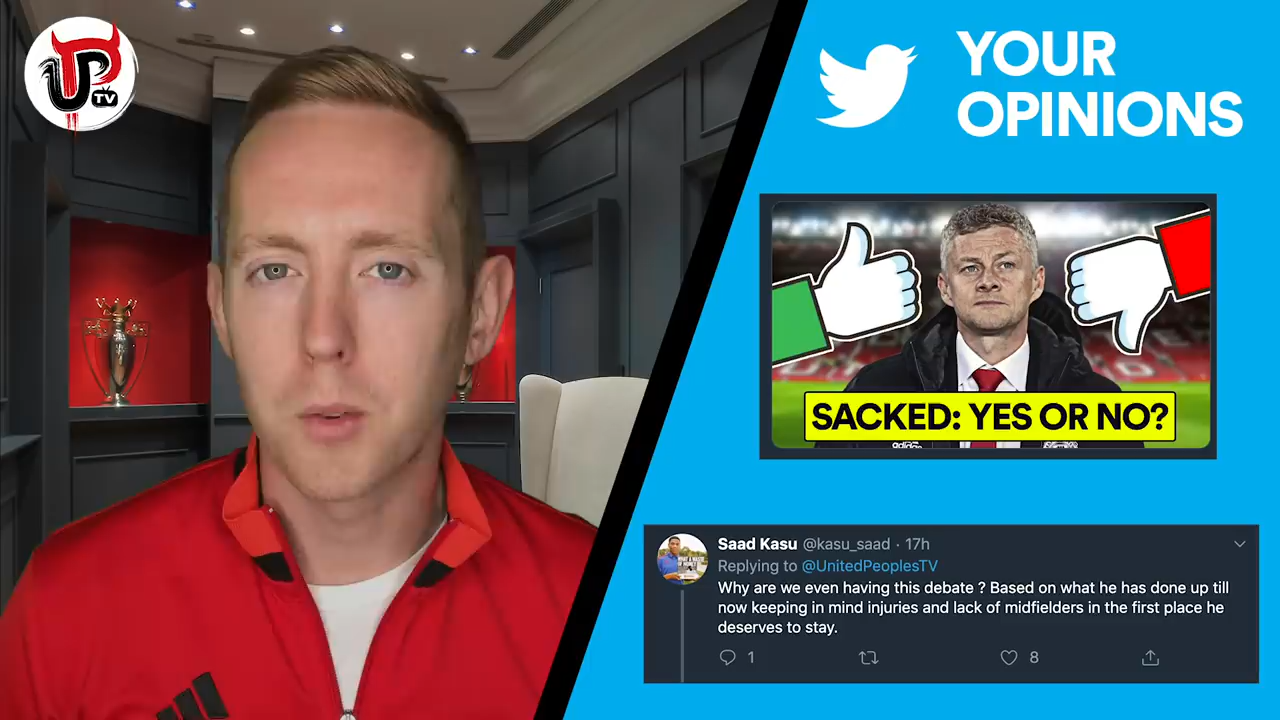 UP
TV
YOUR
OPINIONS
SACKED: YES OR NO?
adidas
Saad Kasu @kasu_saad · 17h
Replying to @UnitedPeoplesTV
Why are we even having this debate ? Based on what he has done up till
now keeping in mind injuries and lack of midfielders in the first place he
deserves to stay.
1
8